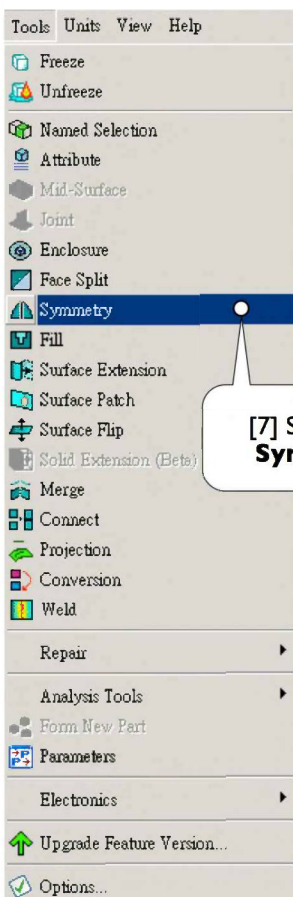 Tools Units View Help
Freeze
Unfreeze
Named Selection
Attribute
Mid-Surface
Joint
Enclosure
Face Split
Symmetry
Fill
Surface Extension
Surface Patch
Surface Flip
[7] S
Solid Extension (Beta)
Syr
Merge
Connect
Projection
Conversion
Weld
Repair
Analysis Tools
Form New Part
Parameters
Electronics
Upgrade Feature Version...
Options...